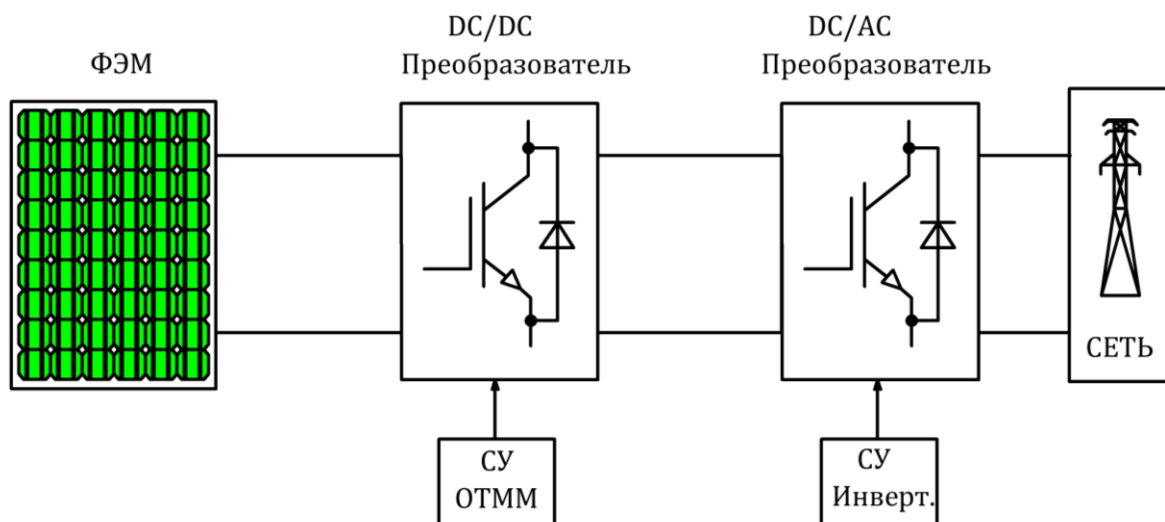 ФЭМ
DC/DC
Преобразователь
DC/AC
Преобразователь
СЕТЬ
СУ
ОТММ
СУ
Инверт.